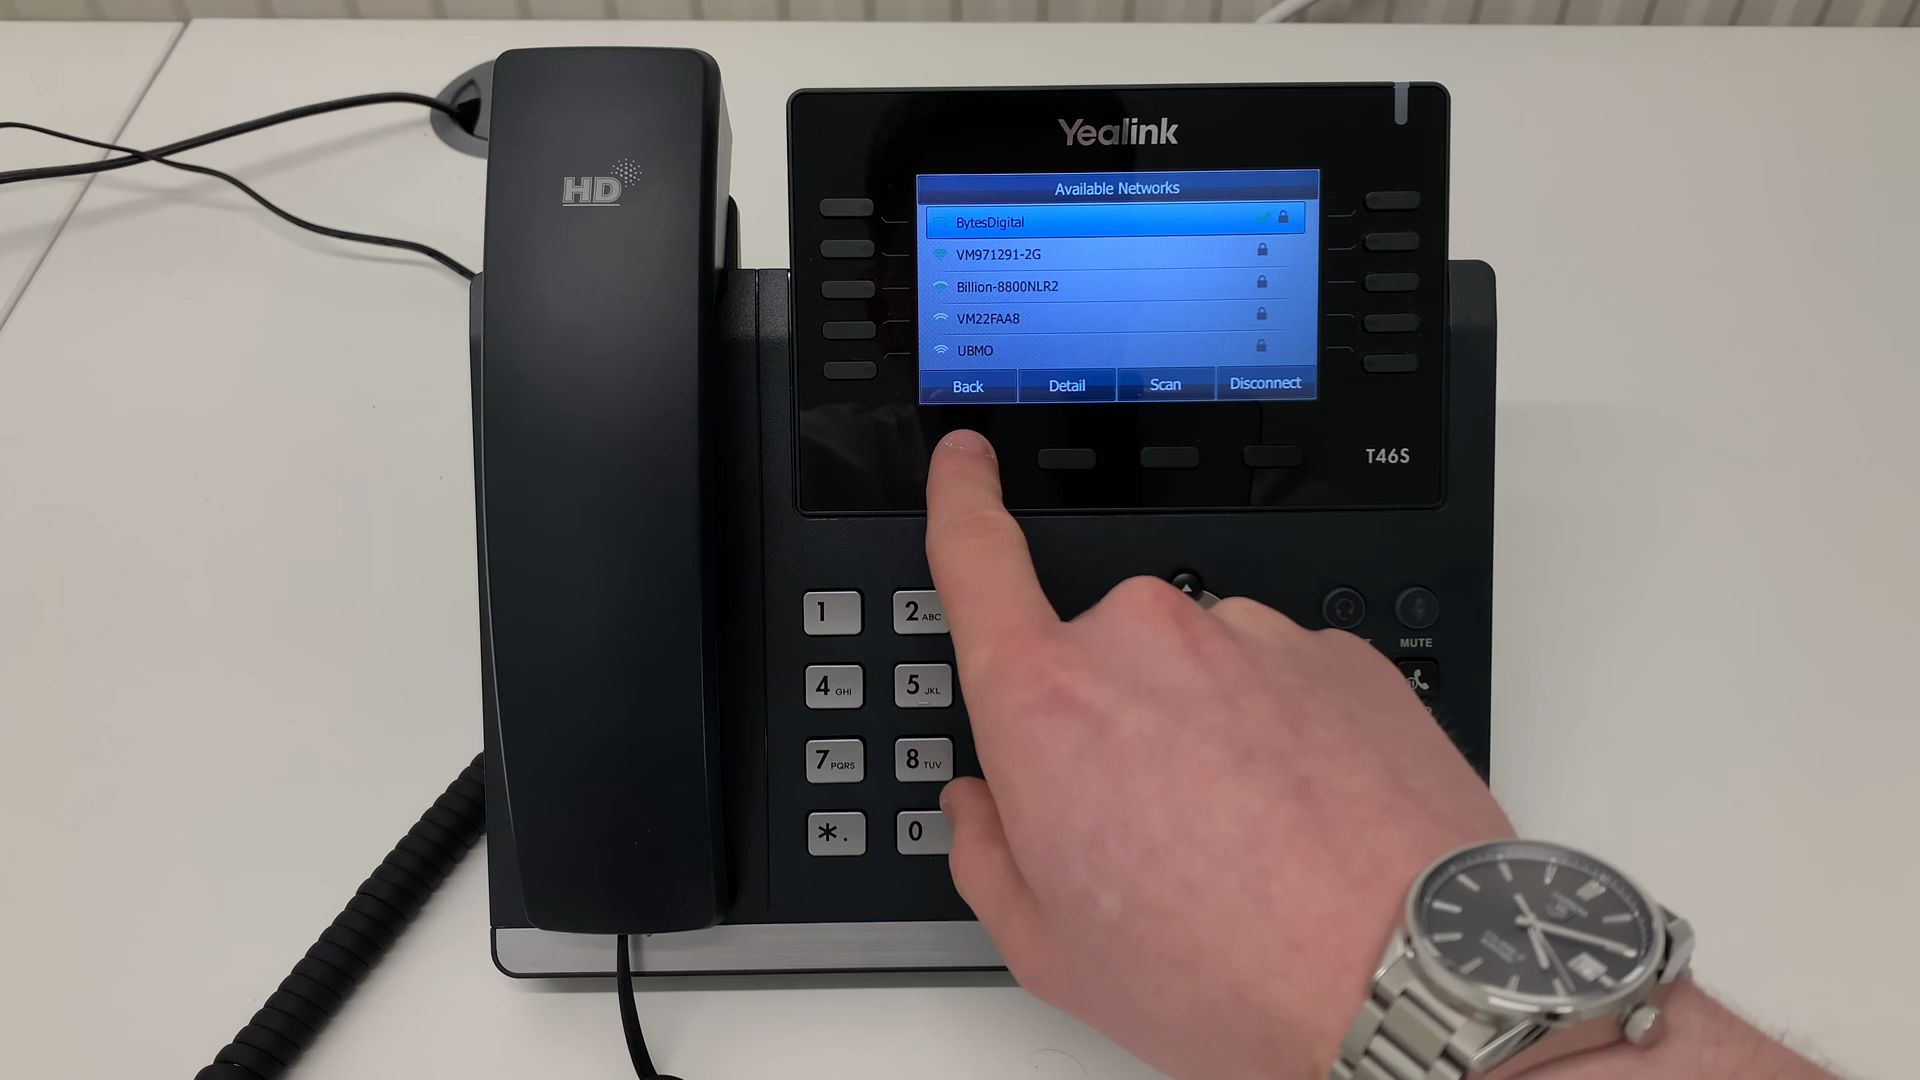 HD
Yealink
Available Networks
BytesDigital
VM971291-2G
Billion-8800NLR2
VM22FAA8
UBMO
Back Detail Scan Disconnect
T46S
1 2 ABC
MUTE
4 GHI 5 JKL
7 PQRS 8 TUV
* . 0